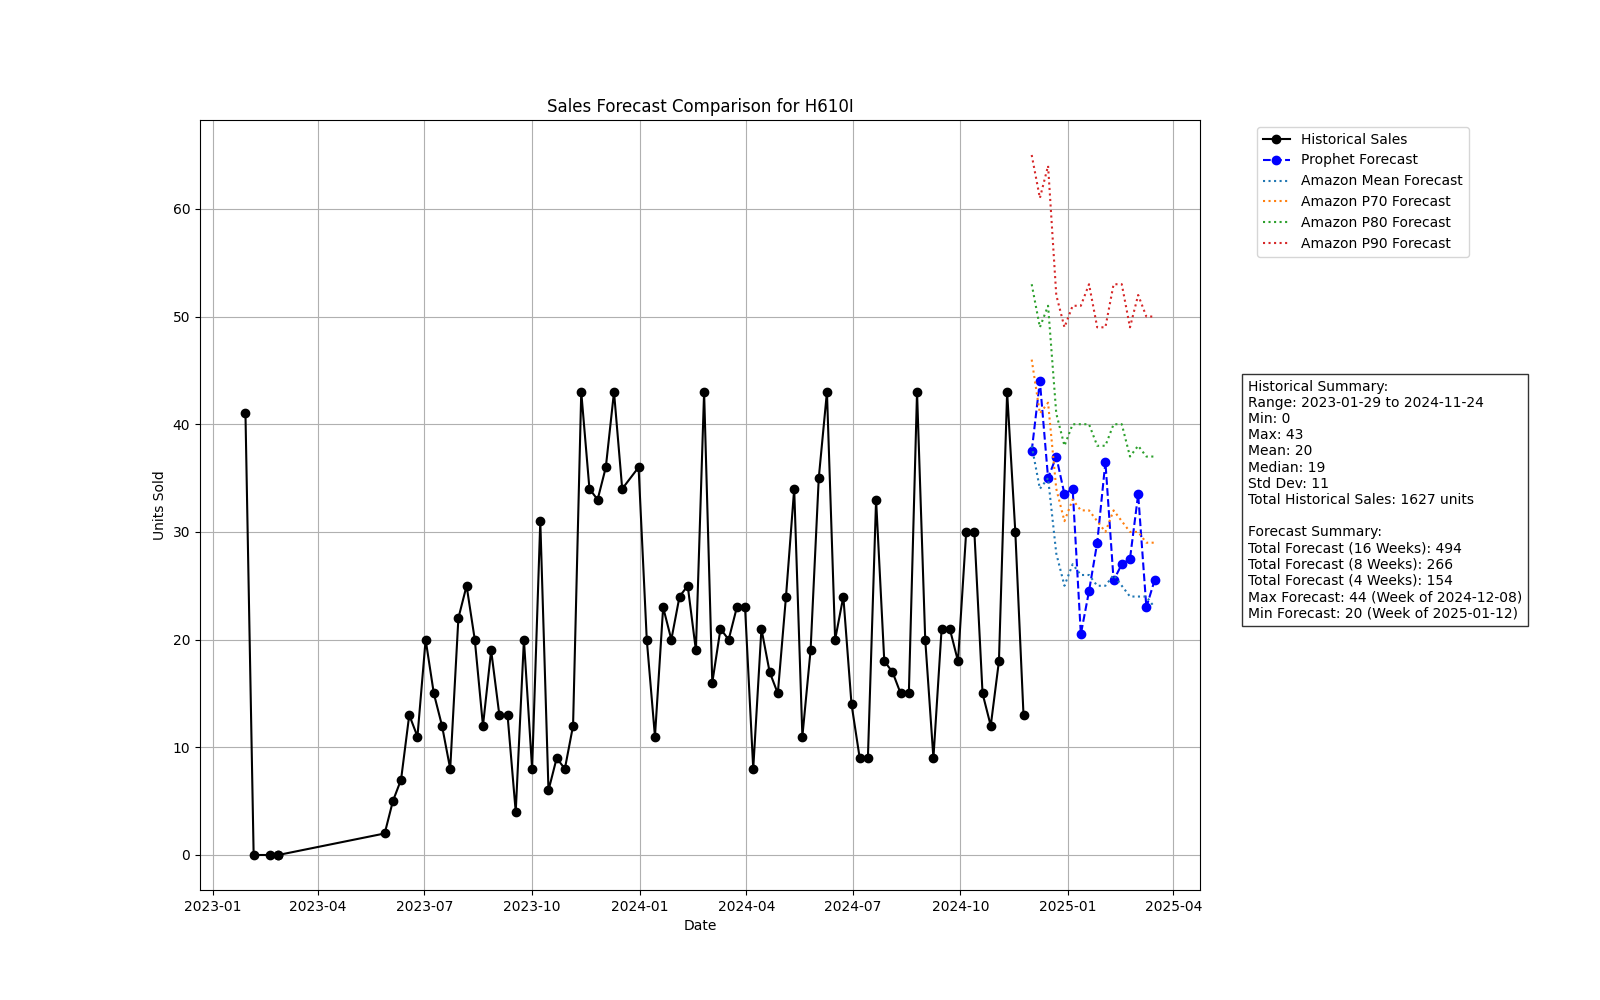 Sales Forecast Comparison for H610I
Units Sold
60
50
40
30
20
10
0
2023-01
2023-04
2023-07
2023-10
2024-01
2024-04
2024-07
2024-10
2025-01
2025-04
Date
Historical Sales
Prophet Forecast
Amazon Mean Forecast
Amazon P70 Forecast
Amazon P80 Forecast
Amazon P90 Forecast
Historical Summary:
Range: 2023-01-29 to 2024-11-24
Min: 0
Max: 43
Mean: 20
Median: 19
Std Dev: 11
Total Historical Sales: 1627 units
Forecast Summary:
Total Forecast (16 Weeks): 494
Total Forecast (8 Weeks): 266
Total Forecast (4 Weeks): 154
Max Forecast: 44 (Week of 2024-12-08)
Min Forecast: 20 (Week of 2025-01-12)